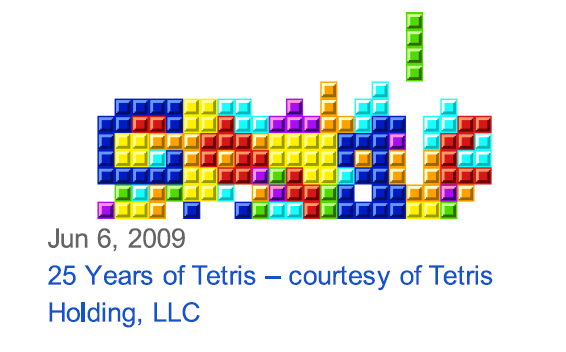 Jun 6, 2009
25 Years of Tetris – courtesy of Tetris
Holding, LLC